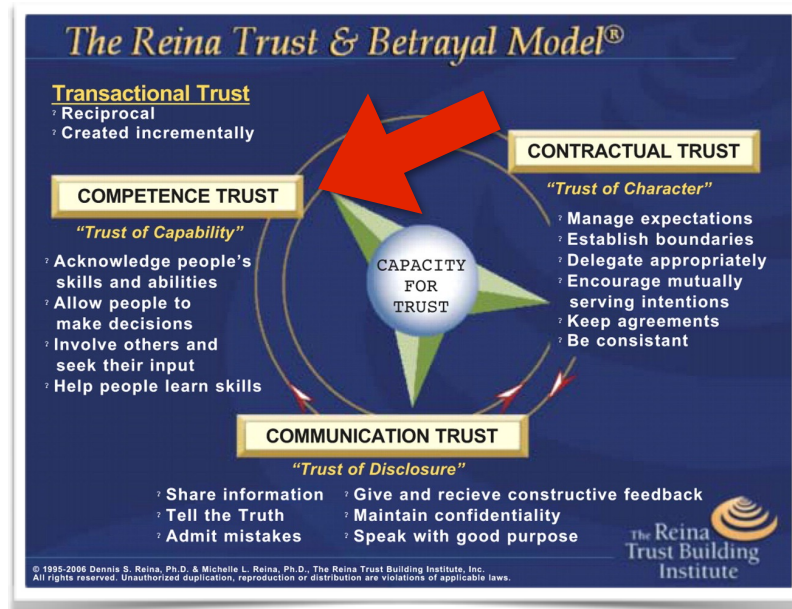 The Reina Trust & Betrayal Model®
Transactional Trust
? Reciprocal
? Created incrementally
COMPETENCE TRUST
"Trust of Capability"
? Acknowledge people's
skills and abilities
? Allow people to
make decisions
? Involve others and
seek their input
? Help people learn skills
CONTRACTUAL TRUST
"Trust of Character"
? Manage expectations
? Establish boundaries
? Delegate appropriately
? Encourage mutually
serving intentions
? Keep agreements
? Be consistant
CAPACITY
FOR
TRUST
COMMUNICATION TRUST
"Trust of Disclosure"
? Share information
? Tell the Truth
? Admit mistakes
? Give and recieve constructive feedback
? Maintain confidentiality
? Speak with good purpose
The Reina
Trust Building
Institute
© 1995-2006 Dennis S. Reina, Ph.D. & Michelle L. Reina, Ph.D., The Reina Trust Building Institute, Inc.
All rights reserved. Unauthorized duplication, reproduction or distribution are violations of applicable laws.